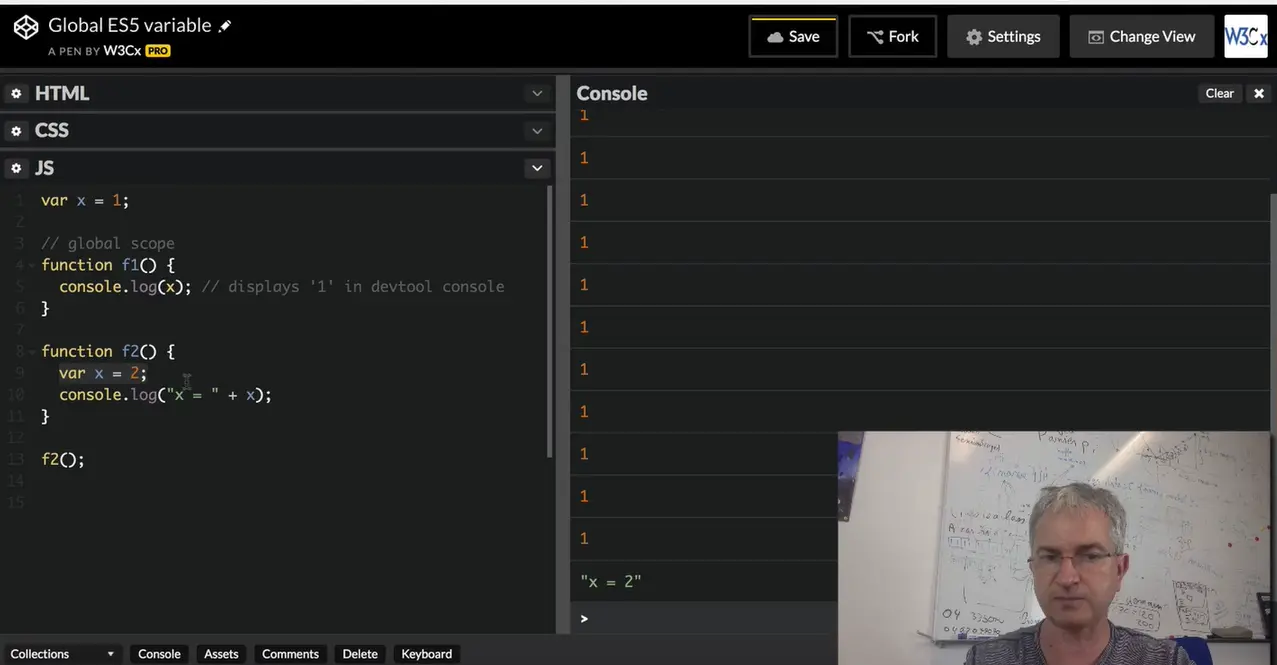 Global ES5 variable
A PEN BY W3Cx PRO
Save
Fork
Settings
Change View
W3Cx
HTML
CSS
JS
1 var x = 1;
2
3 // global scope
4 function f1() {
5 console.log(x); // displays '1' in devtool console
6 }
7
8 function f2() {
9 var x = 2;
10 console.log("x = " + x);
11 }
12
13 f2();
14
15
Console
Clear
1
1
1
1
1
1
1
1
1
1
1
"x = 2"
>
Collections
Console
Assets
Comments
Delete
Keyboard